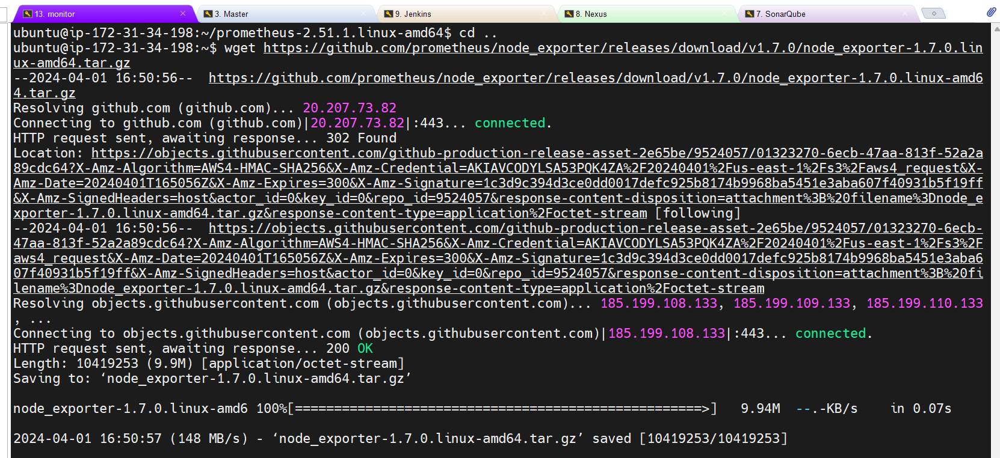 13. monitor
3. Master
9. Jenkins
8. Nexus
7. SonarQube
ubuntu@ip-172-31-34-198:~/prometheus-2.51.1.linux-amd64$ cd ..
ubuntu@ip-172-31-34-198:~$ wget https://github.com/prometheus/node_exporter/releases/download/v1.7.0/node_exporter-1.7.0.lin
ux-amd64.tar.gz
--2024-04-01 16:50:56--  https://github.com/prometheus/node_exporter/releases/download/v1.7.0/node_exporter-1.7.0.linux-amd6
4.tar.gz
Resolving github.com (github.com)... 20.207.73.82
Connecting to github.com (github.com)|20.207.73.82|:443... connected.
HTTP request sent, awaiting response... 302 Found
Location: https://objects.githubusercontent.com/github-production-release-asset-2e65be/9524057/01323270-6ecb-47aa-813f-52a2a
89cdc64?X-Amz-Algorithm=AWS4-HMAC-SHA256&X-Amz-Credential=AKIAVCODYLSA53PQK4ZA%2F20240401%2Fus-east-1%2Fs3%2Faws4_request&X-
Amz-Date=20240401T165056Z&X-Amz-Expires=300&X-Amz-Signature=1c3d9c394d3ce0dd0017defc925b8174b9968ba5451e3aba607f40931b5f19ff
&X-Amz-SignedHeaders=host&actor_id=0&key_id=0&repo_id=9524057&response-content-disposition=attachment%3B%20filename%3Dnode_e
xporter-1.7.0.linux-amd64.tar.gz&response-content-type=application%2Foctet-stream [following]
--2024-04-01 16:50:56--  https://objects.githubusercontent.com/github-production-release-asset-2e65be/9524057/01323270-6ecb-
47aa-813f-52a2a89cdc64?X-Amz-Algorithm=AWS4-HMAC-SHA256&X-Amz-Credential=AKIAVCODYLSA53PQK4ZA%2F20240401%2Fus-east-1%2Fs3%2F
aws4_request&X-Amz-Date=20240401T165056Z&X-Amz-Expires=300&X-Amz-Signature=1c3d9c394d3ce0dd0017defc925b8174b9968ba5451e3aba6
07f40931b5f19ff&X-Amz-SignedHeaders=host&actor_id=0&key_id=0&repo_id=9524057&response-content-disposition=attachment%3B%20fi
lename%3Dnode_exporter-1.7.0.linux-amd64.tar.gz&response-content-type=application%2Foctet-stream
Resolving objects.githubusercontent.com (objects.githubusercontent.com)... 185.199.108.133, 185.199.109.133, 185.199.110.133
, ...
Connecting to objects.githubusercontent.com (objects.githubusercontent.com)|185.199.108.133|:443... connected.
HTTP request sent, awaiting response... 200 OK
Length: 10419253 (9.9M) [application/octet-stream]
Saving to: ‘node_exporter-1.7.0.linux-amd64.tar.gz’
node_exporter-1.7.0.linux-amd6 100%[====================================================>]   9.94M  --.-KB/s    in 0.07s
2024-04-01 16:50:57 (148 MB/s) - ‘node_exporter-1.7.0.linux-amd64.tar.gz’ saved [10419253/10419253]